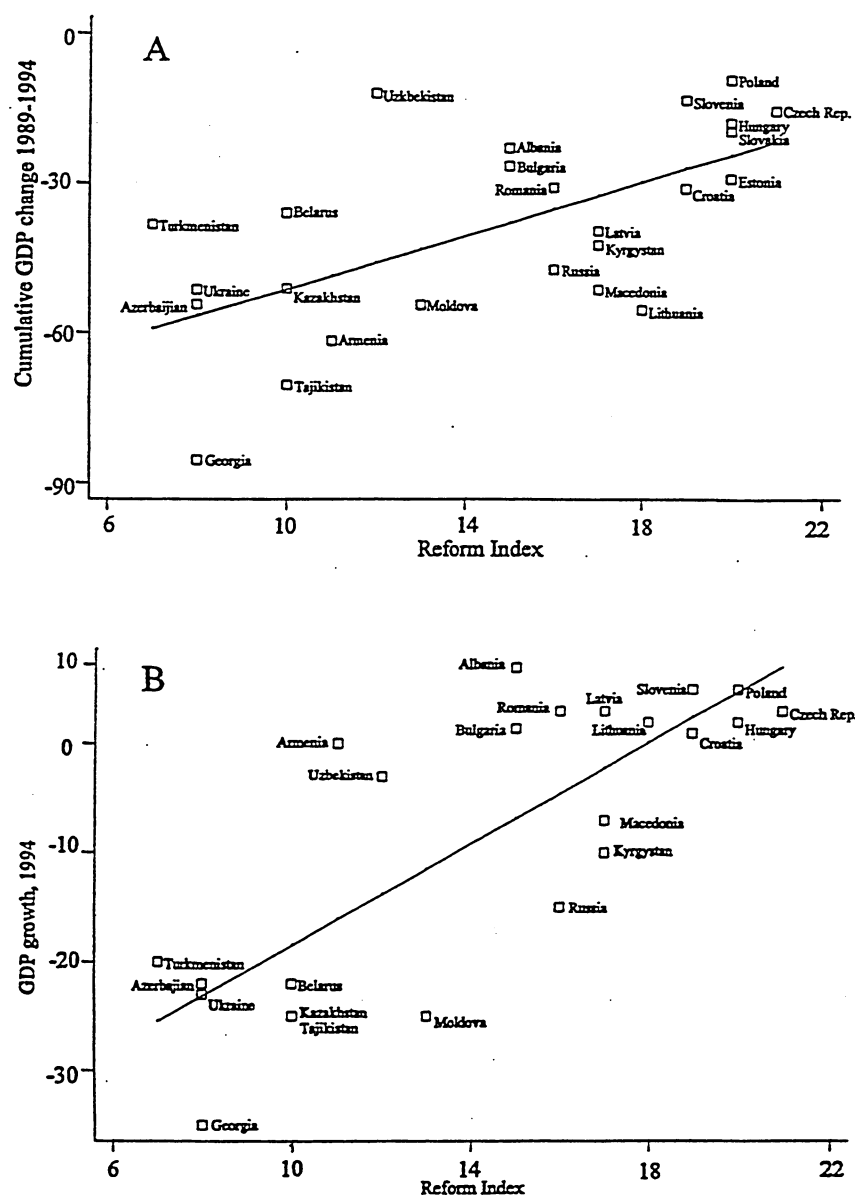 A
0
-30
-60
-90
Cumulative GDP change 1989-1994
Poland
Uzkbekistan
Slovenia
Czech Rep.
Hungary
Slovakia
Albania
Bulgaria
Romania
Estonia
Croatia
Turkmenistan
Belarus
Latvia
Kyrgystan
Russia
Ukraine
Azerbaijian
Kazakhstan
Macedonia
Moldova
Lithuania
Armenia
Tajikistan
Georgia
6 10 14 18 22
Reform Index
B
10
0
-10
-20
-30
GDP growth, 1994
Albania
Slovenia
Poland
Latvia
Romania
Czech Rep.
Bulgaria
Lithuania
Hungary
Croatia
Armenia
Uzbekistan
Macedonia
Kyrgystan
Russia
Turkmenistan
Azerbajian
Belarus
Ukraine
Kazakhstan
Tajikistan
Moldova
Georgia
6 10 14 18 22
Reform Index